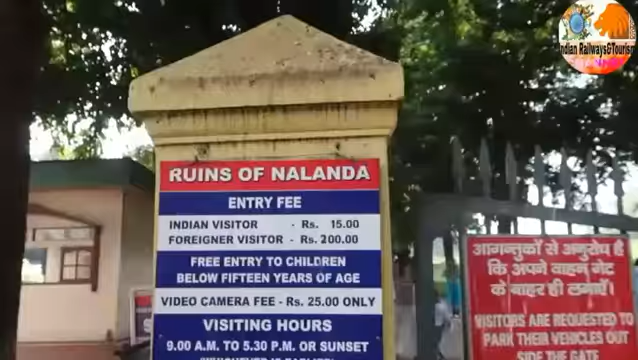 Indian Railways&Tourism
RUINS OF NALANDA
ENTRY FEE
INDIAN VISITOR - Rs. 15.00
FOREIGNER VISITOR - Rs. 200.00
FREE ENTRY TO CHILDREN
BELOW FIFTEEN YEARS OF AGE
VIDEO CAMERA FEE - Rs. 25.00 ONLY
VISITING HOURS
9.00 A.M. TO 5.30 P.M. OR SUNSET
आगन्तुकों से अनुरोध है
कि अपने वाहन गेट
के बाहर ही लगाएँ।
VISITORS ARE REQUESTED TO
PARK THEIR VEHICLES OUT
SIDE GATE